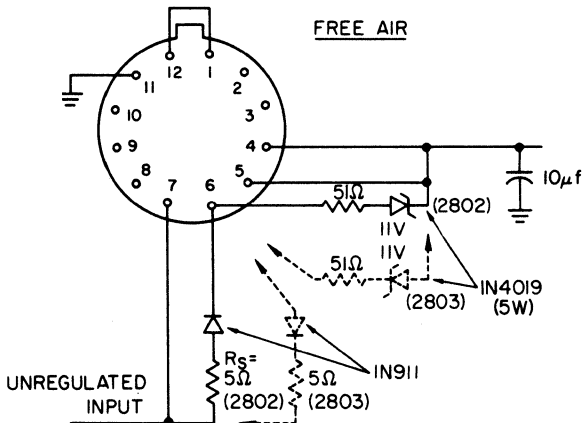 FREE AIR
12
1
11
2
10
3
9
4
8
5
7
6
51Ω
(2802)
10μf
11V
11V
51Ω
(2803)
IN4019
(5W)
RS=
5Ω
(2802)
5Ω
(2803)
IN911
UNREGULATED
INPUT